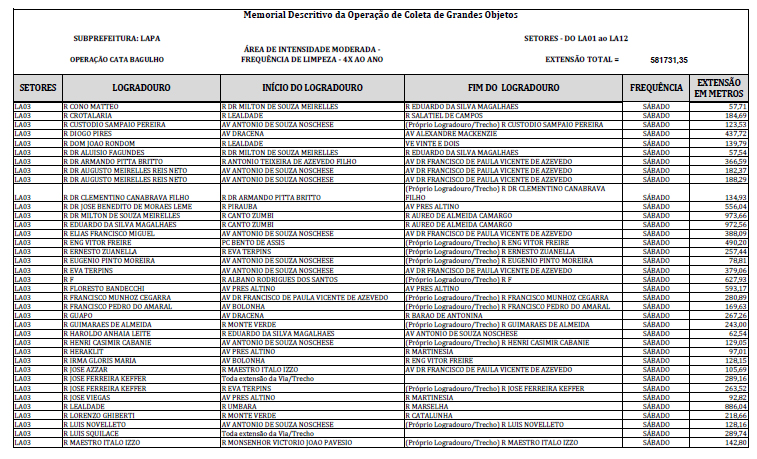 Memorial Descritivo da Operação de Coleta de Grandes Objetos
SUBPREFEITURA: LAPA
SETORES - DO LA01 ao LA12
OPERAÇÃO CATA BAGULHO
ÁREA DE INTENSIDADE MODERADA -
FREQUÊNCIA DE LIMPEZA - 4X AO ANO
EXTENSÃO TOTAL = 581731,35
SETORES LOGRADOURO INÍCIO DO LOGRADOURO FIM DO LOGRADOURO FREQUÊNCIA EXTENSÃO EM METROS
LA03 R CONO MATTEO R DR MILTON DE SOUZA MEIRELLES R EDUARDO DA SILVA MAGALHAES SÁBADO 57,71
LA03 R CROTALARIA R LEALDADE R SALATIEL DE CAMPOS SÁBADO 184,69
LA03 R CUSTODIO SAMPAIO PEREIRA AV ANTONIO DE SOUZA NOSCHESE (Próprio Logradouro/Trecho) R CUSTODIO SAMPAIO PEREIRA SÁBADO 123,53
LA03 R DIOGO PIRES AV DRACENA AV ALEXANDRE MACKENZIE SÁBADO 437,72
LA03 R DOM JOAO RONDOM R LEALDADE VE VINTE E DOIS SÁBADO 139,79
LA03 R DR ALUISIO FAGUNDES R DR MILTON DE SOUZA MEIRELLES R EDUARDO DA SILVA MAGALHAES SÁBADO 57,54
LA03 R DR ARMANDO PITTA BRITTO R ANTONIO TEIXEIRA DE AZEVEDO FILHO AV DR FRANCISCO DE PAULA VICENTE DE AZEVEDO SÁBADO 366,59
LA03 R DR AUGUSTO MEIRELLES REIS NETO AV ANTONIO DE SOUZA NOSCHESE AV DR FRANCISCO DE PAULA VICENTE DE AZEVEDO SÁBADO 182,37
LA03 R DR AUGUSTO MEIRELLES REIS NETO AV ANTONIO DE SOUZA NOSCHESE AV DR FRANCISCO DE PAULA VICENTE DE AZEVEDO SÁBADO 188,29
LA03 R DR CLEMENTINO CANABRAVA FILHO R DR ARMANDO PITTA BRITTO (Próprio Logradouro/Trecho) R DR CLEMENTINO CANABRAVA FILHO SÁBADO 134,93
LA03 R DR JOSE BENEDITO DE MORAES LEME R PIRAUBA AV PRES ALTINO SÁBADO 556,04
LA03 R DR MILTON DE SOUZA MEIRELLES R CANTO ZUMBI R AUREO DE ALMEIDA CAMARGO SÁBADO 973,66
LA03 R EDUARDO DA SILVA MAGALHAES R CANTO ZUMBI R AUREO DE ALMEIDA CAMARGO SÁBADO 972,56
LA03 R ELIAS FRANCISCO MIGUEL AV ANTONIO DE SOUZA NOSCHESE AV DR FRANCISCO DE PAULA VICENTE DE AZEVEDO SÁBADO 388,09
LA03 R ENG VITOR FREIRE PC BENTO DE ASSIS (Próprio Logradouro/Trecho) R ENG VITOR FREIRE SÁBADO 490,20
LA03 R ERNESTO ZUANELLA R EVA TERPINS (Próprio Logradouro/Trecho) R ERNESTO ZUANELLA SÁBADO 257,44
LA03 R EUGENIO PINTO MOREIRA AV ANTONIO DE SOUZA NOSCHESE (Próprio Logradouro/Trecho) R EUGENIO PINTO MOREIRA SÁBADO 78,81
LA03 R EVA TERPINS AV ANTONIO DE SOUZA NOSCHESE AV DR FRANCISCO DE PAULA VICENTE DE AZEVEDO SÁBADO 379,06
LA03 R F R ALBANO RODRIGUES DOS SANTOS (Próprio Logradouro/Trecho) R F SÁBADO 627,93
LA03 R FLORESTO BANDECCHI AV PRES ALTINO AV PRES ALTINO SÁBADO 593,17
LA03 R FRANCISCO MUNHOZ CEGARRA AV DR FRANCISCO DE PAULA VICENTE DE AZEVEDO (Próprio Logradouro/Trecho) R FRANCISCO MUNHOZ CEGARRA SÁBADO 280,89
LA03 R FRANCISCO PEDRO DO AMARAL AV BOLONHA (Próprio Logradouro/Trecho) R FRANCISCO PEDRO DO AMARAL SÁBADO 169,63
LA03 R GUAPO AV DRACENA R BARAO DE ANTONINA SÁBADO 267,26
LA03 R GUIMARAES DE ALMEIDA R MONTE VERDE (Próprio Logradouro/Trecho) R GUIMARAES DE ALMEIDA SÁBADO 243,00
LA03 R HAROLDO ANHAIA LEITE R EDUARDO DA SILVA MAGALHAES AV ANTONIO DE SOUZA NOSCHESE SÁBADO 62,54
LA03 R HENRI CASIMIR CABANIE AV ANTONIO DE SOUZA NOSCHESE (Próprio Logradouro/Trecho) R HENRI CASIMIR CABANIE SÁBADO 129,05
LA03 R HERAKLIT AV PRES ALTINO R MARTINESIA SÁBADO 97,01
LA03 R IRMA GLORIS MARIA AV BOLONHA R ENG VITOR FREIRE SÁBADO 128,15
LA03 R JOSE AZZAR R MAESTRO ITALO IZZO AV DR FRANCISCO DE PAULA VICENTE DE AZEVEDO SÁBADO 105,69
LA03 R JOSE FERREIRA KEFFER Toda extensão da Via/Trecho SÁBADO 289,16
LA03 R JOSE FERREIRA KEFFER R EVA TERPINS (Próprio Logradouro/Trecho) R JOSE FERREIRA KEFFER SÁBADO 263,52
LA03 R JOSE VIEGAS AV PRES ALTINO R MARTINESIA SÁBADO 92,82
LA03 R LEALDADE R UMBARA R MARSELHA SÁBADO 886,04
LA03 R LORENZO GHIBERTI R MONTE VERDE R CATALUNHA SÁBADO 218,66
LA03 R LUIS NOVELLETO AV ANTONIO DE SOUZA NOSCHESE (Próprio Logradouro/Trecho) R LUIS NOVELLETO SÁBADO 128,16
LA03 R LUIS SQUILACE Toda extensão da Via/Trecho SÁBADO 289,74
LA03 R MAESTRO ITALO IZZO R MONSENHOR VICTORIO JOAO PAVESIO (Próprio Logradouro/Trecho) R MAESTRO ITALO IZZO SÁBADO 142,80